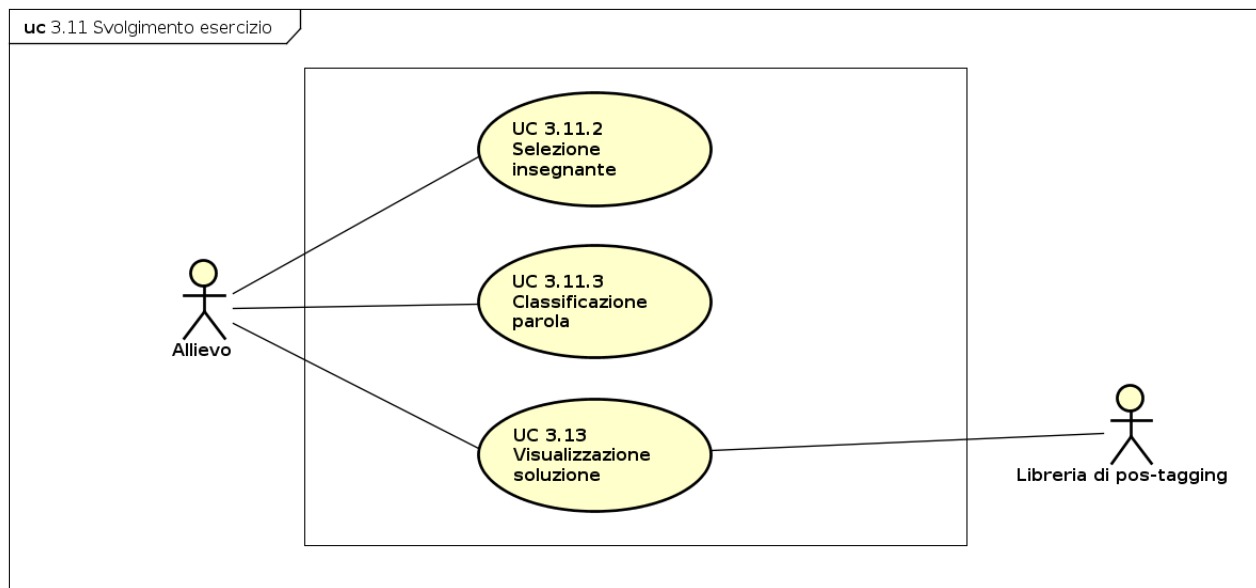 uc 3.11 Svolgimento esercizio
UC 3.11.2
Selezione
insegnante
UC 3.11.3
Classificazione
parola
Allievo
UC 3.13
Visualizzazione
soluzione
Libreria di pos-tagging